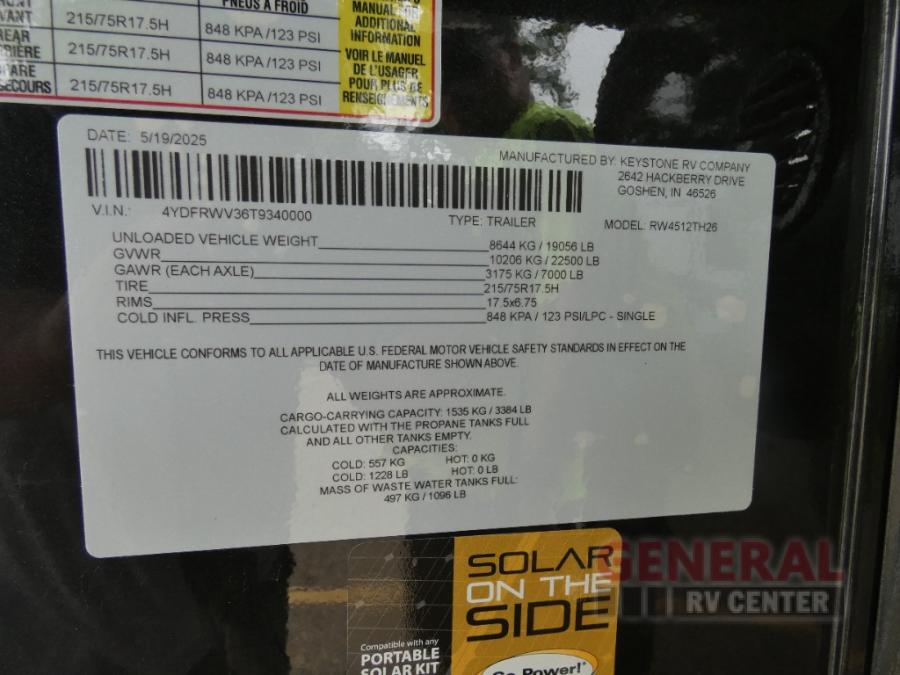 PNEUS À FROID
AVANT 215/75R17.5H 848 KPA /123 PSI
REAR
215/75R17.5H 848 KPA /123 PSI
SPARE
SECOURS 215/75R17.5H 848 KPA /123 PSI
MANUAL FOR
ADDITIONAL
INFORMATION
VOIR LE MANUEL
DE L'USAGER
POUR PLUS DE
RENSEIGNEMENTS
DATE: 5/19/2025
MANUFACTURED BY: KEYSTONE RV COMPANY
2642 HACKBERRY DRIVE
GOSHEN, IN 46526
V.I.N.: 4YDFRWV36T9340000 TYPE: TRAILER MODEL: RW4512TH26
UNLOADED VEHICLE WEIGHT 8644 KG / 19056 LB
GVWR 10206 KG / 22500 LB
GAWR (EACH AXLE) 3175 KG / 7000 LB
TIRE 215/75R17.5H
RIMS 17.5x6.75
COLD INFL. PRESS 848 KPA / 123 PSI/LPC - SINGLE
THIS VEHICLE CONFORMS TO ALL APPLICABLE U.S. FEDERAL MOTOR VEHICLE SAFETY STANDARDS IN EFFECT ON THE
DATE OF MANUFACTURE SHOWN ABOVE.
ALL WEIGHTS ARE APPROXIMATE.
CARGO-CARRYING CAPACITY: 1535 KG / 3384 LB
CALCULATED WITH THE PROPANE TANKS FULL
AND ALL OTHER TANKS EMPTY.
CAPACITIES:
COLD: 557 KG HOT: 0 KG
COLD: 1228 LB HOT: 0 LB
MASS OF WASTE WATER TANKS FULL:
497 KG / 1096 LB
SOLAR
ON THE
SIDE
Compatible with any
PORTABLE
SOLAR KIT
Go Power!
GENERAL
RV CENTER